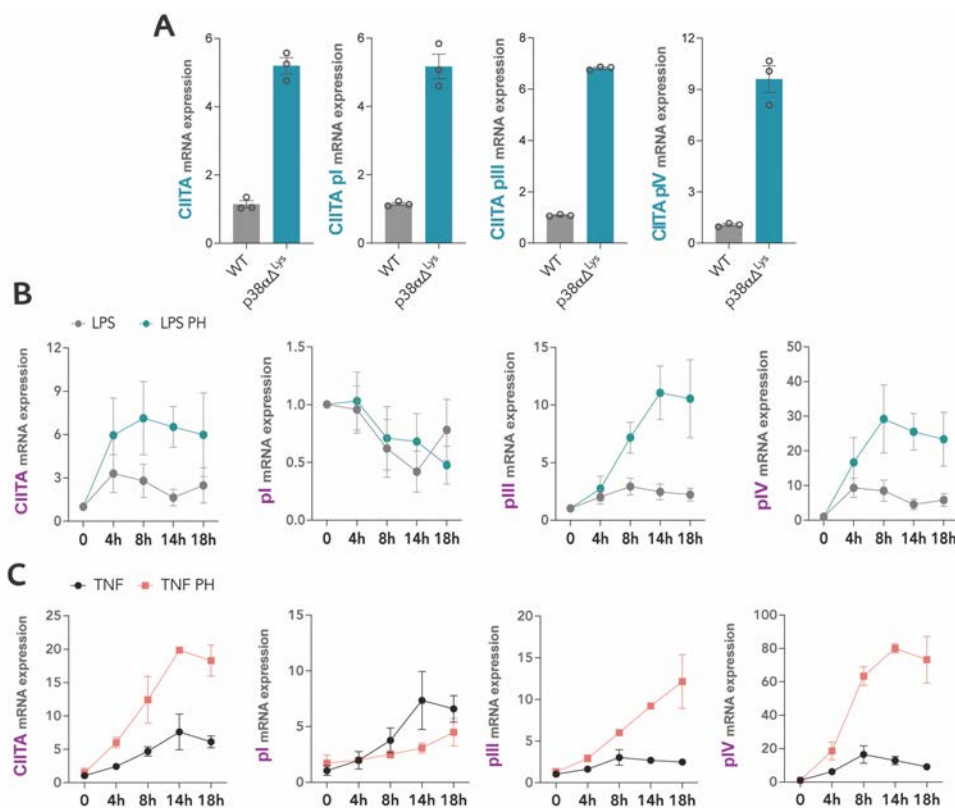 A
CIITA mRNA expression
6
4
2
0
WT
p38αΔLys
CIITA pI mRNA expression
6
4
2
0
WT
p38αΔLys
CIITA pIII mRNA expression
8
6
4
2
0
WT
p38αΔLys
CIITA pIV mRNA expression
12
9
6
3
0
WT
p38αΔLys
B
LPS
LPS PH
CIITA mRNA expression
12
9
6
3
0
0 4h 8h 14h 18h
pI mRNA expression
1.5
1.0
0.5
0.0
0 4h 8h 14h 18h
pIII mRNA expression
15
10
5
0
0 4h 8h 14h 18h
pIV mRNA expression
50
40
30
20
10
0
0 4h 8h 14h 18h
C
TNF
TNF PH
CIITA mRNA expression
25
20
15
10
5
0
0 4h 8h 14h 18h
pI mRNA expression
15
10
5
0
0 4h 8h 14h 18h
pIII mRNA expression
20
15
10
5
0
0 4h 8h 14h 18h
pIV mRNA expression
100
80
60
40
20
0
0 4h 8h 14h 18h